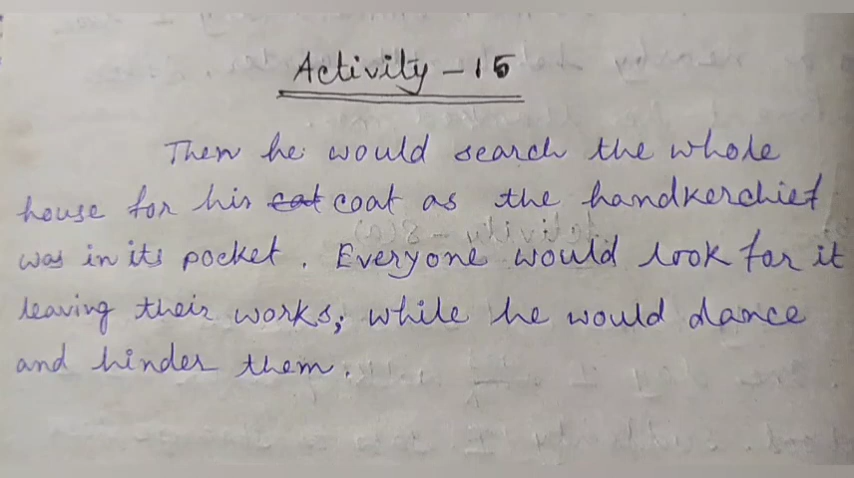 Activity - 15
Then he would search the whole
house for his cat coat as the handkerchief
was in its pocket. Everyone would look for it
leaving their works; while he would dance
and hinder them.